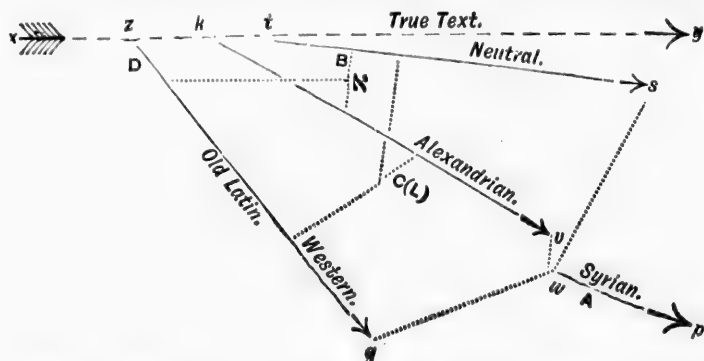 x z k t True Text. y
Neutral. s
D B א
Alexandrian.
Old Latin.
C(L)
Western.
v
w Syrian.
A
q p